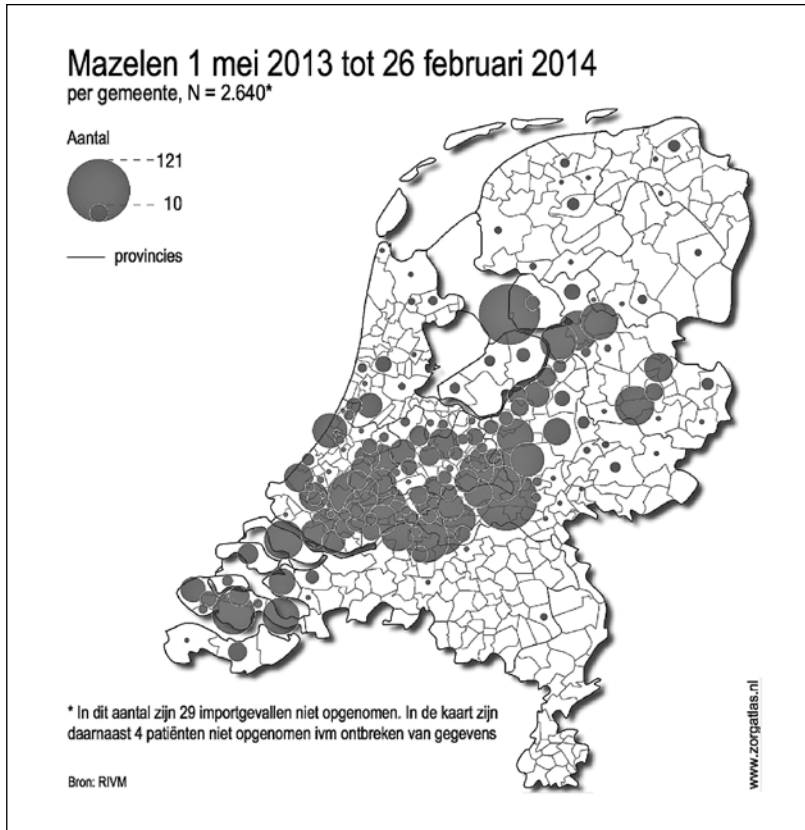 Mazelen 1 mei 2013 tot 26 februari 2014
per gemeente, N = 2.640*
Aantal
121
10
provincies
* In dit aantal zijn 29 importgevallen niet opgenomen. In de kaart zijn
daarnaast 4 patiënten niet opgenomen ivm ontbreken van gegevens
Bron: RIVM
www.zorgatlas.nl